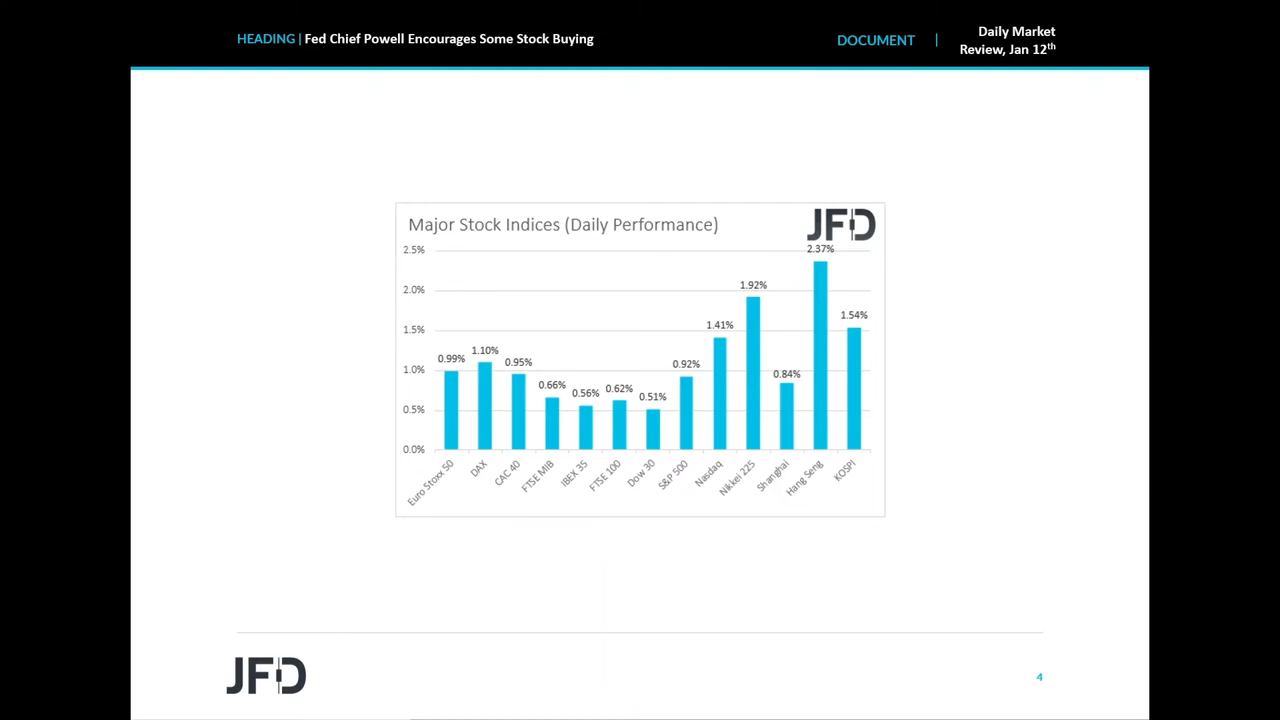 HEADING | Fed Chief Powell Encourages Some Stock Buying
DOCUMENT |
Daily Market
Review, Jan 12th
Major Stock Indices (Daily Performance)
JFD
2.5%
2.0%
1.5%
1.0%
0.5%
0.0%
0.99%
1.10%
0.95%
0.66%
0.56%
0.62%
0.51%
0.92%
1.41%
1.92%
0.84%
2.37%
1.54%
Euro Stoxx 50
DAX
CAC 40
FTSE MIB
IBEX 35
FTSE 100
Dow 30
S&P 500
Nasdaq
Nikkei 225
Shanghai
Hang Seng
KOSPI
JFD
4